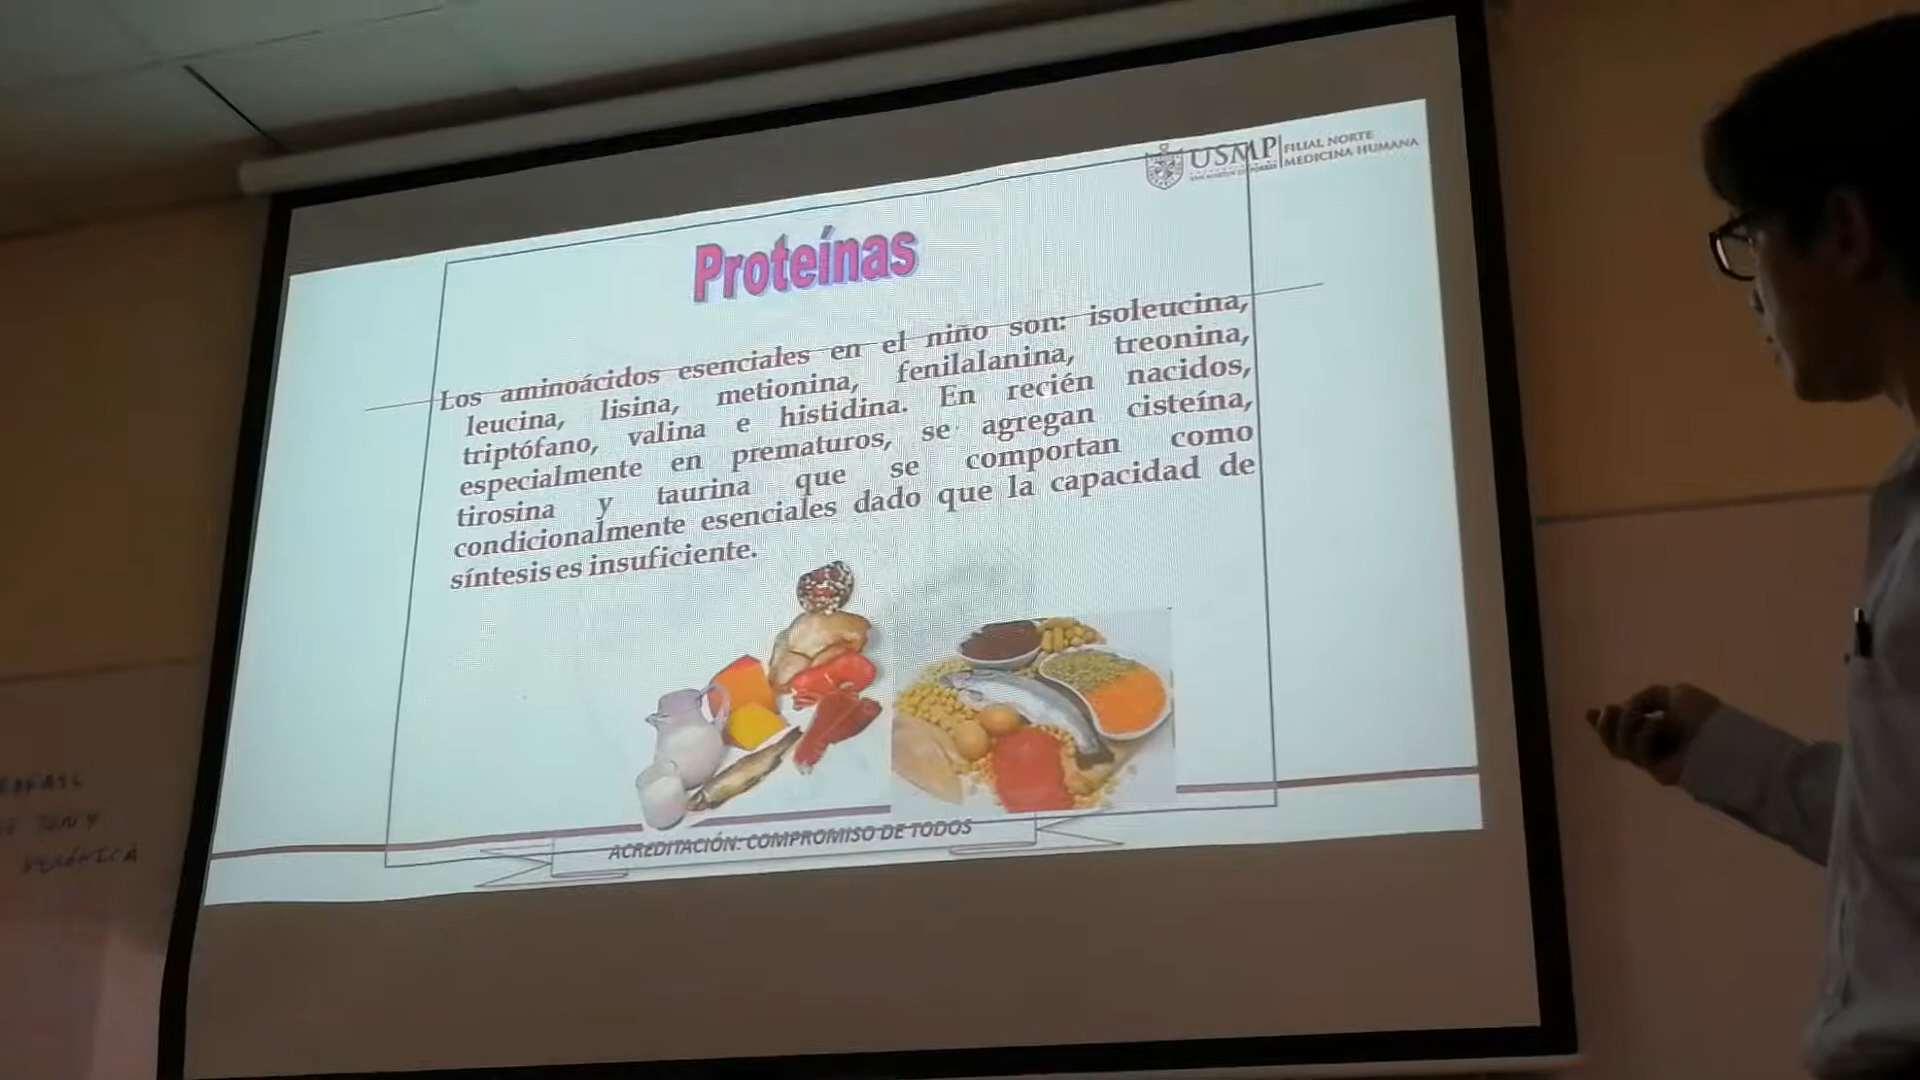 USMP
FILIAL NORTE
MEDICINA HUMANA
Proteínas
Los aminoácidos esenciales en el niño son: isoleucina,
leucina, lisina, metionina, fenilalanina, treonina,
triptófano, valina e histidina. En recién nacidos,
especialmente en prematuros, se agregan cisteína,
tirosina y taurina que se comportan como
condicionalmente esenciales dado que la capacidad de
síntesis es insuficiente.
ACREDITACIÓN: COMPROMISO DE TODOS